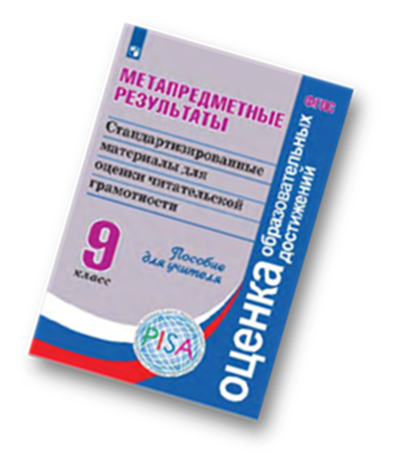 МЕТАПРЕДМЕТНЫЕ
РЕЗУЛЬТАТЫ
Стандартизированные
материалы для
оценки читательской
грамотности
9
класс
Пособие
для учителя
PISA
ФГОС
оценка
образовательных
достижений